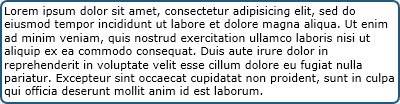 Lorem ipsum dolor sit amet, consectetur adipisicing elit, sed do
eiusmod tempor incididunt ut labore et dolore magna aliqua. Ut enim
ad minim veniam, quis nostrud exercitation ullamco laboris nisi ut
aliquip ex ea commodo consequat. Duis aute irure dolor in
reprehenderit in voluptate velit esse cillum dolore eu fugiat nulla
pariatur. Excepteur sint occaecat cupidatat non proident, sunt in culpa
qui officia deserunt mollit anim id est laborum.